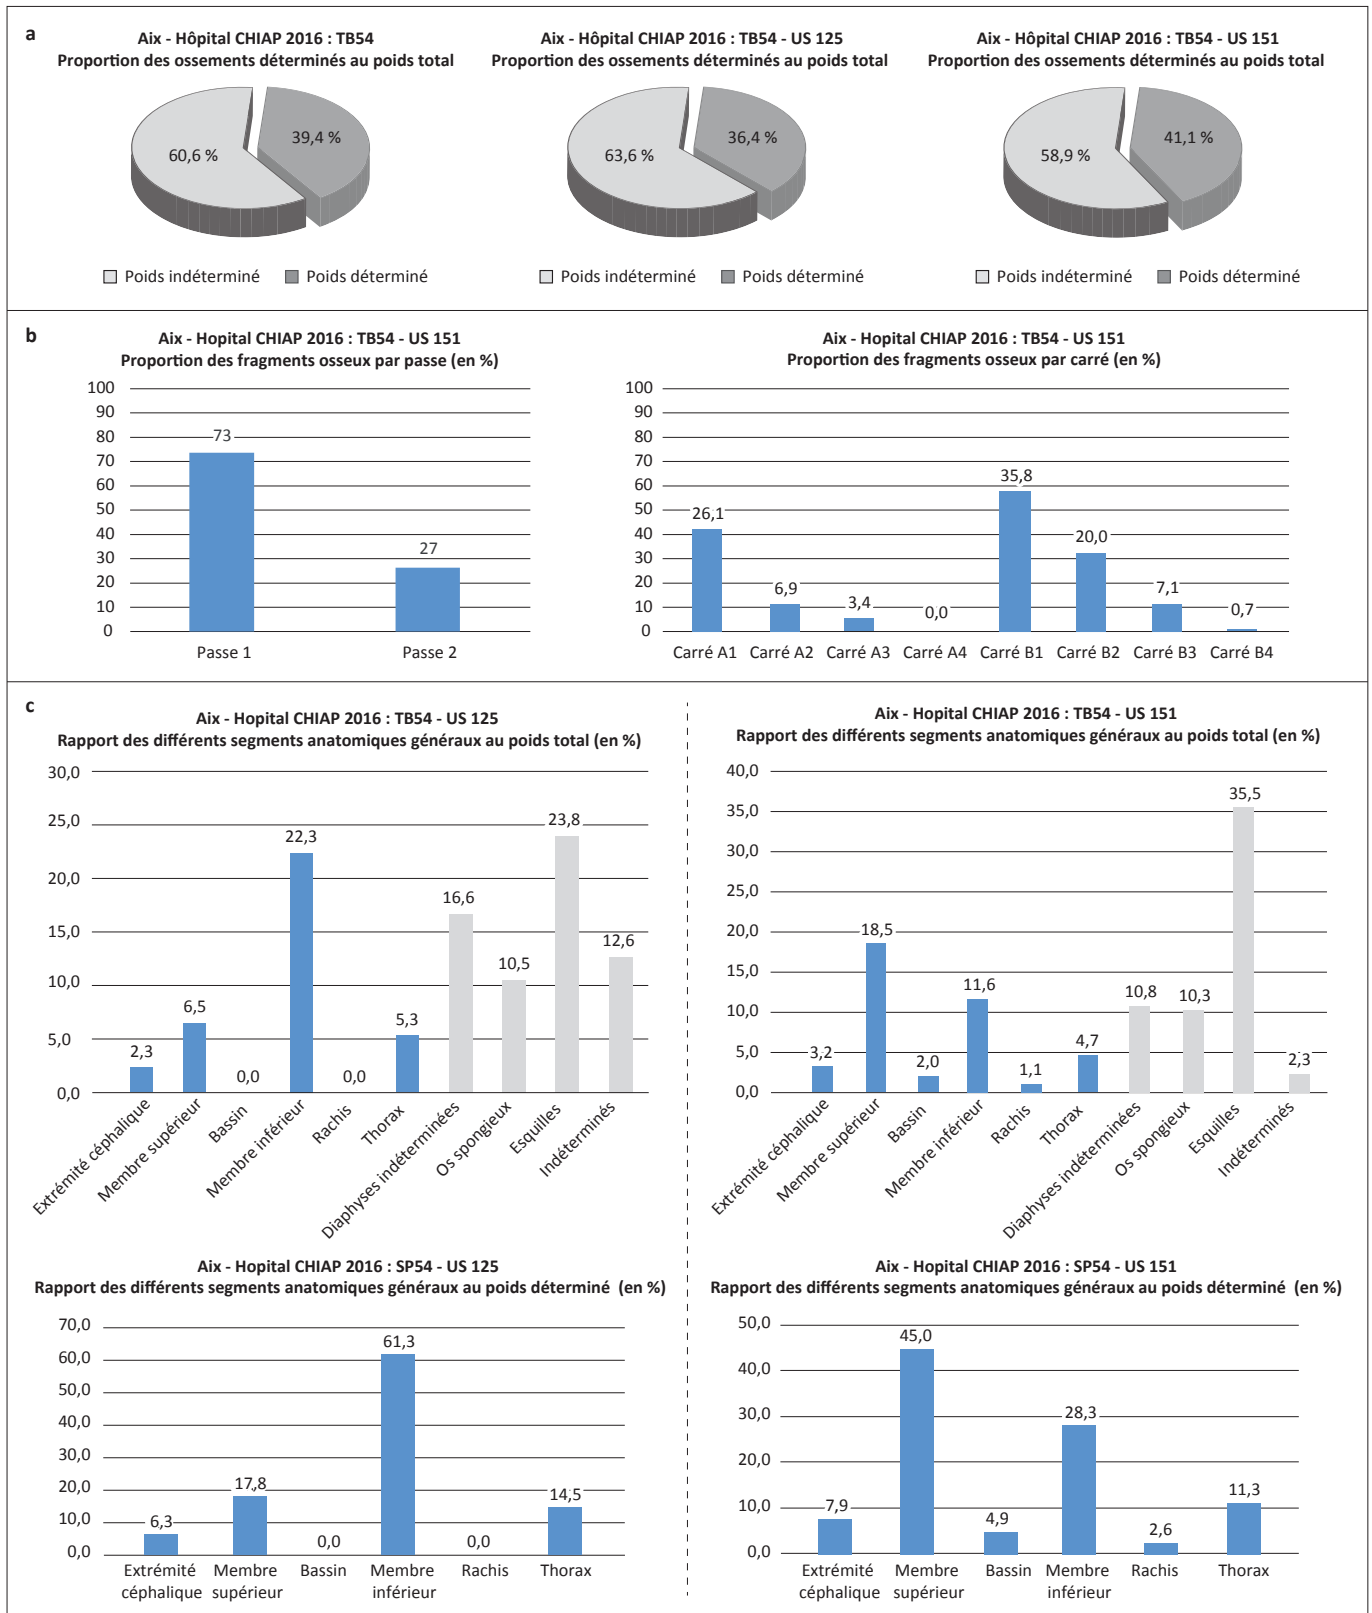 a
Aix - Hôpital CHIAP 2016 : TB54
Proportion des ossements déterminés au poids total
60,6 %
39,4 %
Poids indéterminé
Poids déterminé
Aix - Hôpital CHIAP 2016 : TB54 - US 125
Proportion des ossements déterminés au poids total
63,6 %
36,4 %
Poids indéterminé
Poids déterminé
Aix - Hôpital CHIAP 2016 : TB54 - US 151
Proportion des ossements déterminés au poids total
58,9 %
41,1 %
Poids indéterminé
Poids déterminé
b
Aix - Hopital CHIAP 2016 : TB54 - US 151
Proportion des fragments osseux par passe (en %)
100
90
80
70
60
50
40
30
20
10
0
73
27
Passe 1
Passe 2
Aix - Hopital CHIAP 2016 : TB54 - US 151
Proportion des fragments osseux par carré (en %)
100
90
80
70
60
50
40
30
20
10
0
26,1
6,9
3,4
0,0
35,8
20,0
7,1
0,7
Carré A1
Carré A2
Carré A3
Carré A4
Carré B1
Carré B2
Carré B3
Carré B4
c
Aix - Hopital CHIAP 2016 : TB54 - US 125
Rapport des différents segments anatomiques généraux au poids total (en %)
30,0
25,0
20,0
15,0
10,0
5,0
0,0
2,3
6,5
0,0
22,3
0,0
5,3
16,6
10,5
23,8
12,6
Extrémité céphalique
Membre supérieur
Bassin
Membre inférieur
Rachis
Thorax
Diaphyses indéterminées
Os spongieux
Esquilles
Indéterminés
Aix - Hopital CHIAP 2016 : TB54 - US 151
Rapport des différents segments anatomiques généraux au poids total (en %)
40,0
35,0
30,0
25,0
20,0
15,0
10,0
5,0
0,0
3,2
18,5
2,0
11,6
1,1
4,7
10,8
10,3
35,5
2,3
Extrémité céphalique
Membre supérieur
Bassin
Membre inférieur
Rachis
Thorax
Diaphyses indéterminées
Os spongieux
Esquilles
Indéterminés
Aix - Hopital CHIAP 2016 : SP54 - US 125
Rapport des différents segments anatomiques généraux au poids déterminé (en %)
70,0
60,0
50,0
40,0
30,0
20,0
10,0
0,0
6,3
17,8
0,0
61,3
0,0
14,5
Extrémité
céphalique
Membre
supérieur
Bassin
Membre
inférieur
Rachis
Thorax
Aix - Hopital CHIAP 2016 : SP54 - US 151
Rapport des différents segments anatomiques généraux au poids déterminé (en %)
50,0
40,0
30,0
20,0
10,0
0,0
7,9
45,0
4,9
28,3
2,6
11,3
Extrémité
céphalique
Membre
supérieur
Bassin
Membre
inférieur
Rachis
Thorax